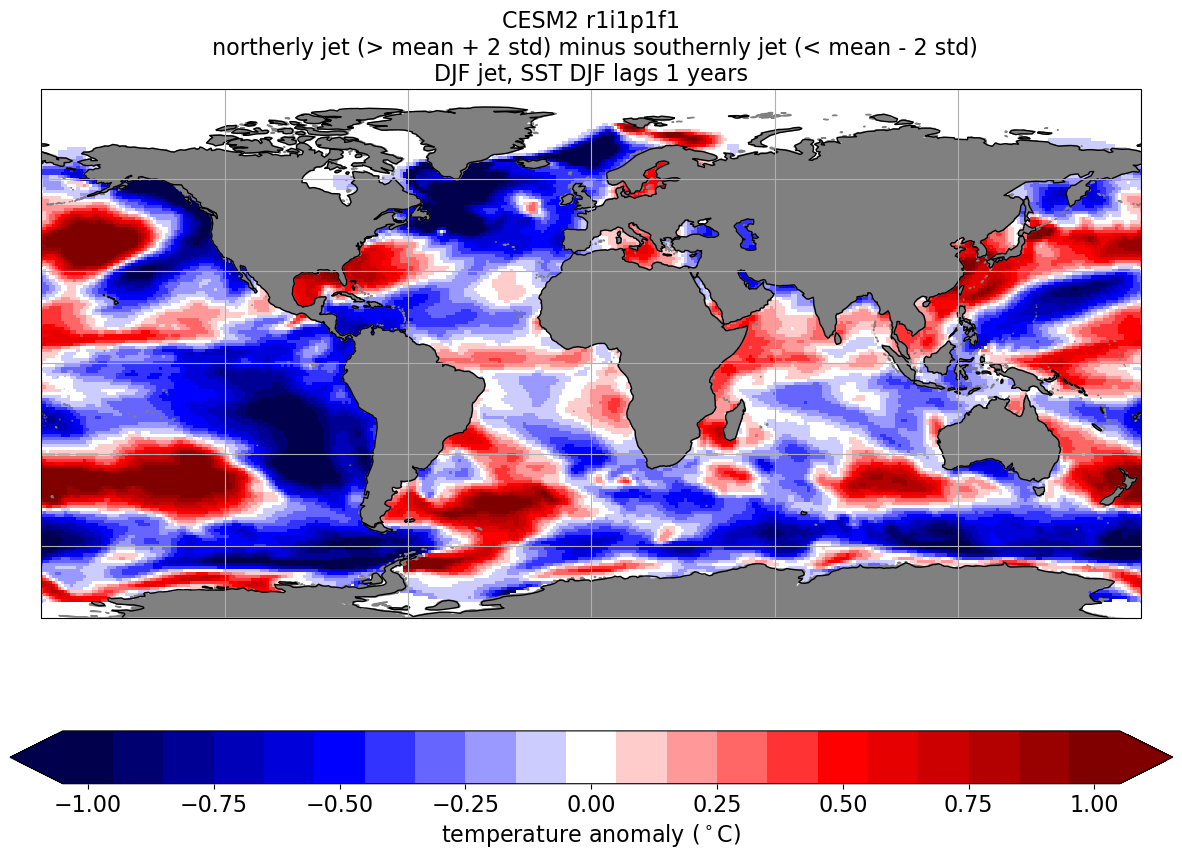 CESM2 r1i1p1f1
northerly jet (> mean + 2 std) minus southernly jet (< mean - 2 std)
DJF jet, SST DJF lags 1 years
−1.00 −0.75 −0.50 −0.25 0.00 0.25 0.50 0.75 1.00
temperature anomaly (°C)